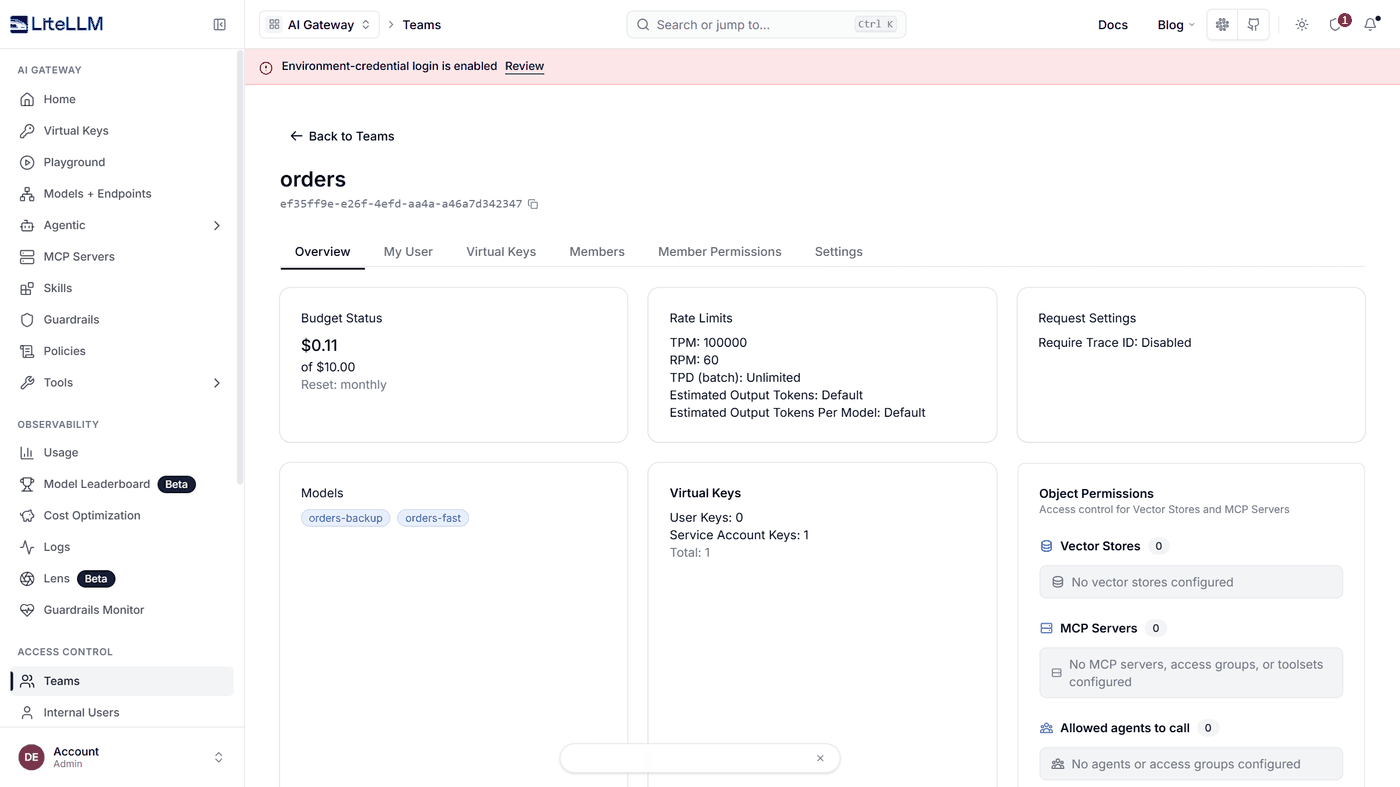 LiteLLM
AI Gateway
Teams
Search or jump to...
Ctrl K
Docs
Blog
1
Environment-credential login is enabled Review
AI GATEWAY
Home
Virtual Keys
Playground
Models + Endpoints
Agentic
MCP Servers
Skills
Guardrails
Policies
Tools
OBSERVABILITY
Usage
Model Leaderboard Beta
Cost Optimization
Logs
Lens Beta
Guardrails Monitor
ACCESS CONTROL
Teams
Internal Users
DE
Account
Admin
Back to Teams
orders
ef35ff9e-e26f-4efd-aa4a-a46a7d342347
Overview My User Virtual Keys Members Member Permissions Settings
Budget Status
$0.11
of $10.00
Reset: monthly
Rate Limits
TPM: 100000
RPM: 60
TPD (batch): Unlimited
Estimated Output Tokens: Default
Estimated Output Tokens Per Model: Default
Request Settings
Require Trace ID: Disabled
Models
orders-backup orders-fast
Virtual Keys
User Keys: 0
Service Account Keys: 1
Total: 1
Object Permissions
Access control for Vector Stores and MCP Servers
Vector Stores 0
No vector stores configured
MCP Servers 0
No MCP servers, access groups, or toolsets
configured
Allowed agents to call 0
No agents or access groups configured